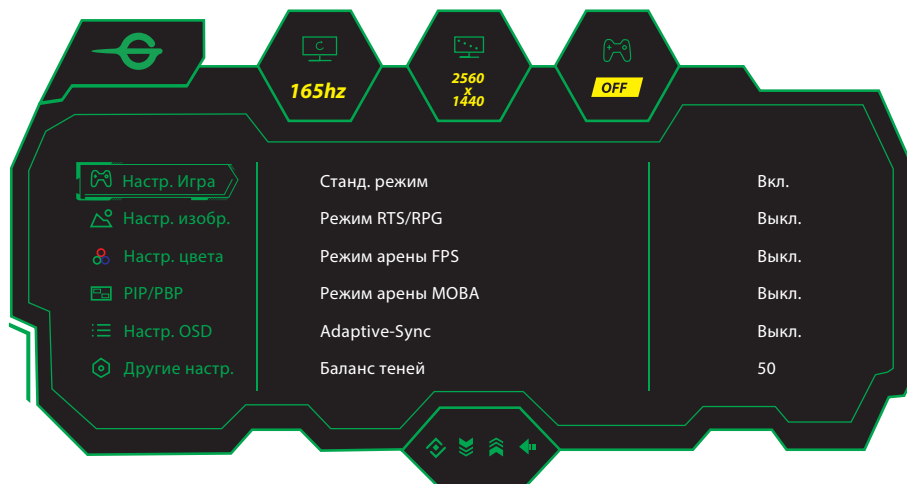 165hz
2560
x
1440
OFF
Настр. Игра Станд. режим Вкл.
Настр. изобр. Режим RTS/RPG Выкл.
Настр. цвета Режим арены FPS Выкл.
PIP/PBP Режим арены MOBA Выкл.
Настр. OSD Adaptive-Sync Выкл.
Другие настр. Баланс теней 50